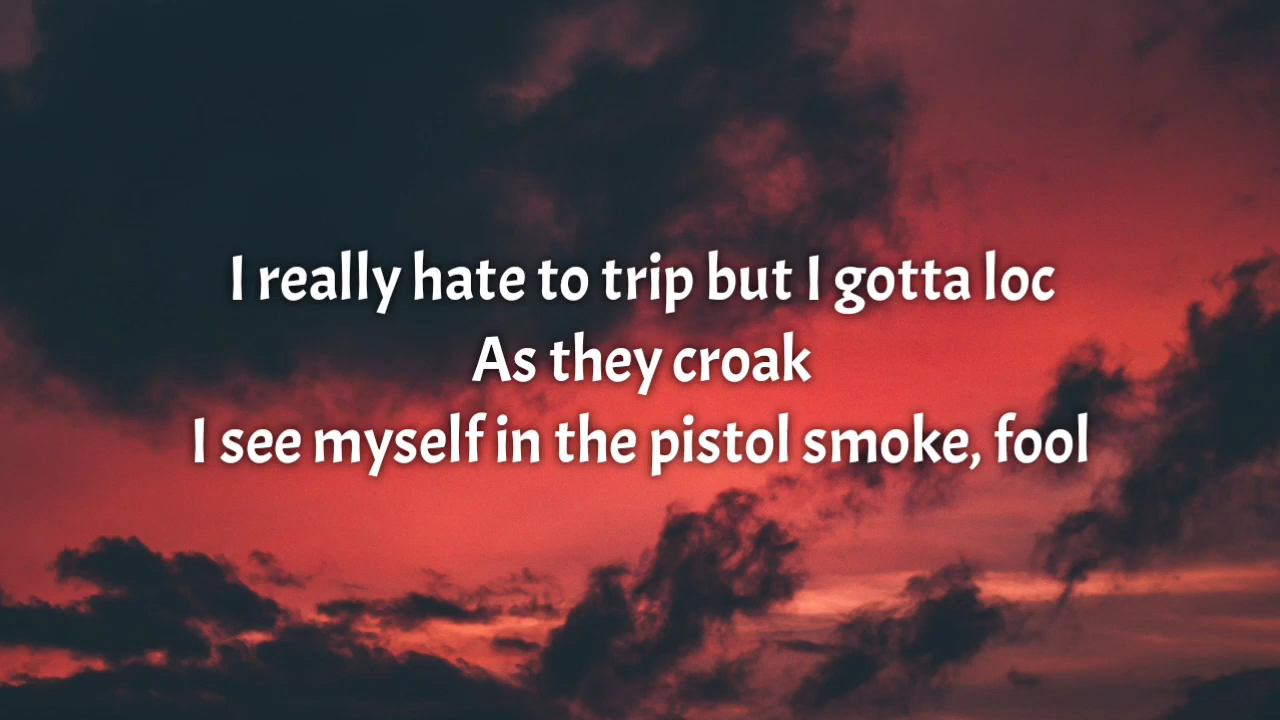 I really hate to trip but I gotta loc
As they croak
I see myself in the pistol smoke, fool